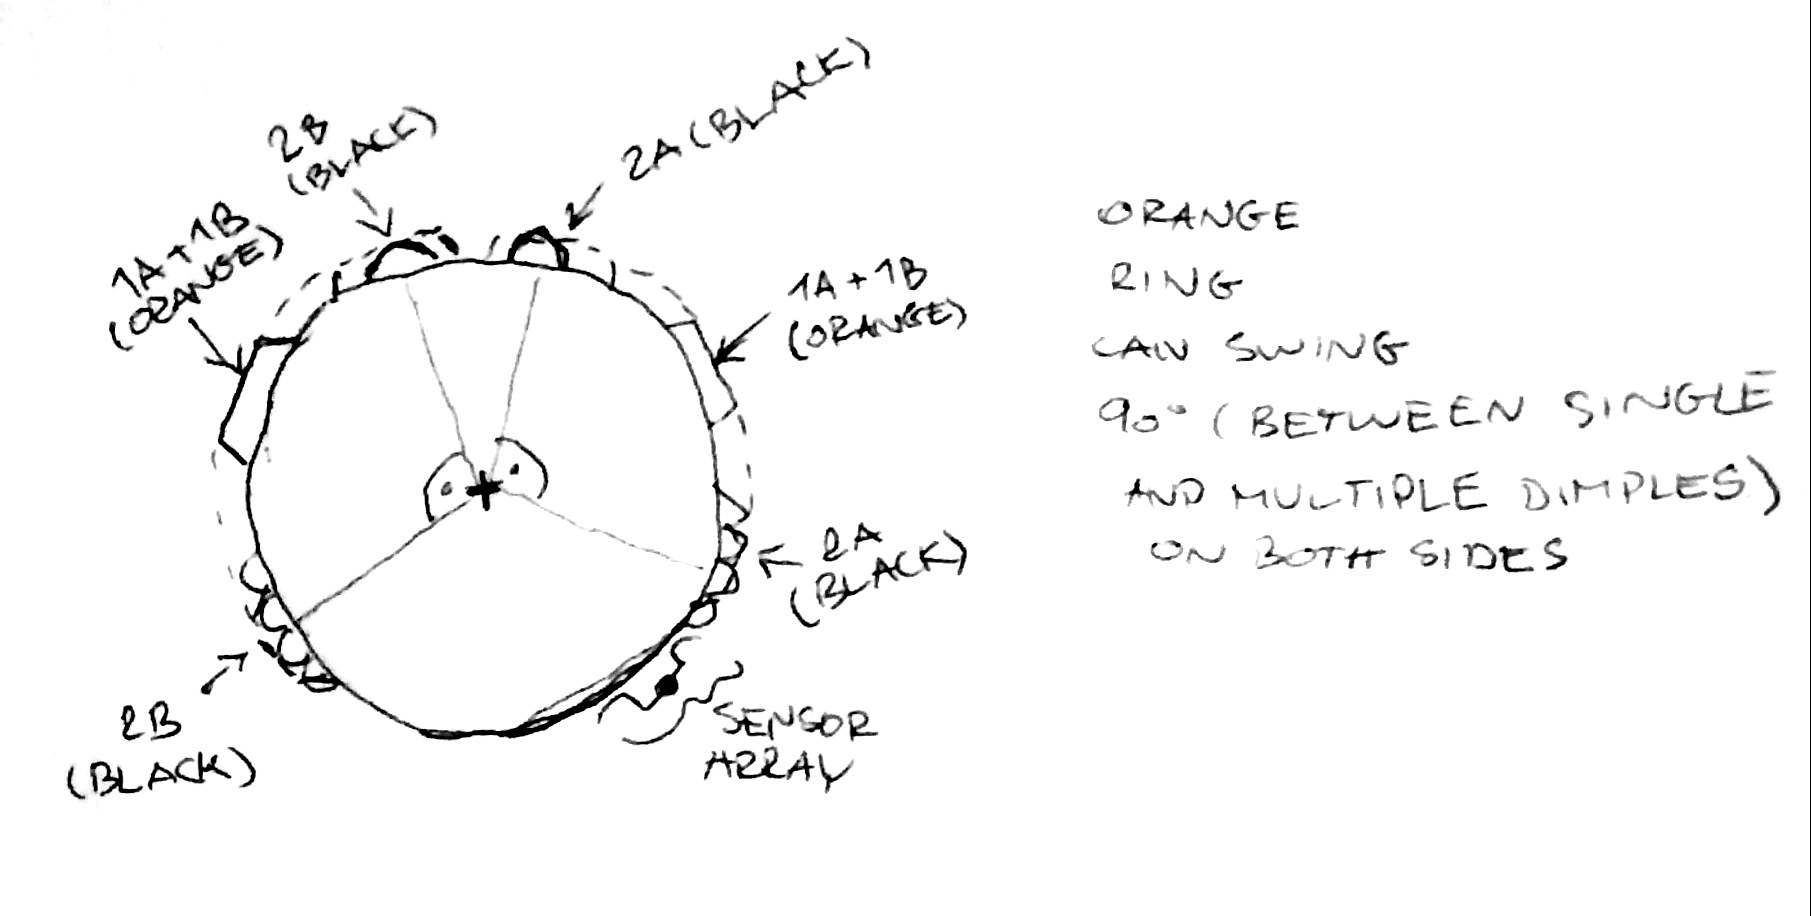 2B
(BLACK)
2A (BLACK)
1A+1B
(ORANGE)
1A+1B
(ORANGE)
2A
(BLACK)
2B
(BLACK)
SENSOR
ARRAY
ORANGE
RING
CAN SWING
90° (BETWEEN SINGLE
AND MULTIPLE DIMPLES)
ON BOTH SIDES